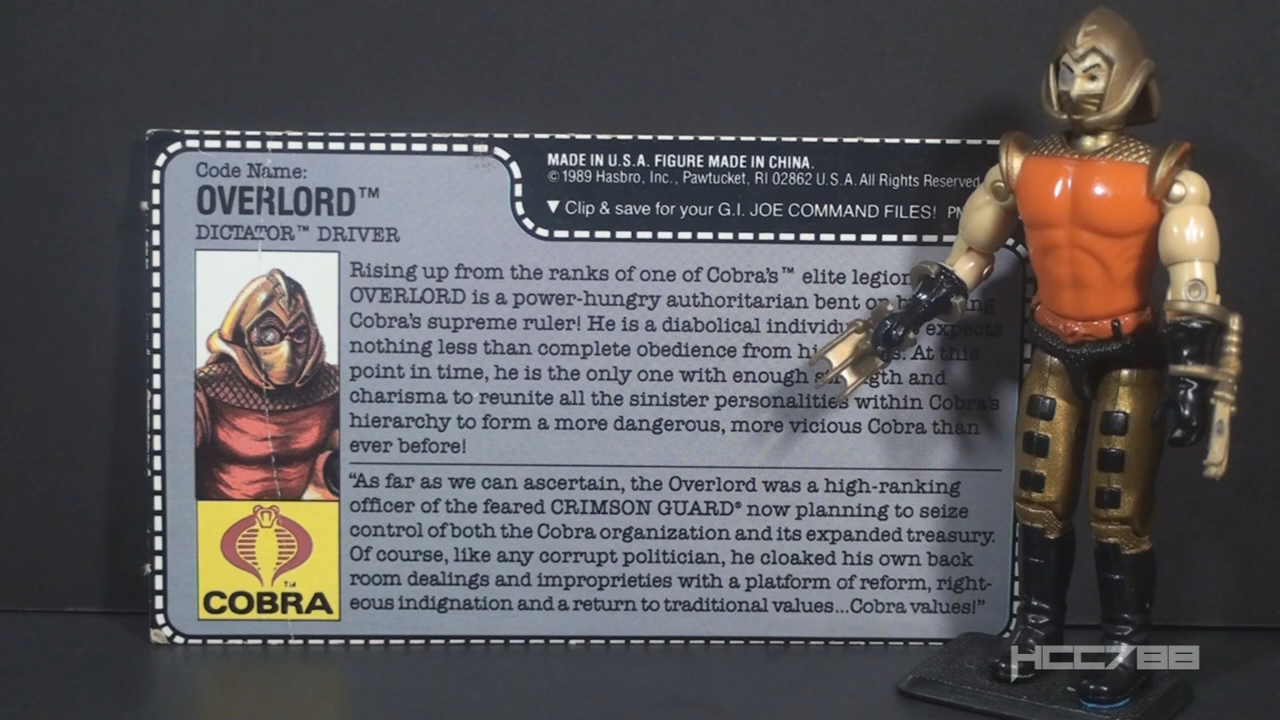 Code Name:
OVERLORD™
DICTATOR™ DRIVER
MADE IN U.S.A. FIGURE MADE IN CHINA.
© 1989 Hasbro, Inc., Pawtucket, RI 02862 U.S.A. All Rights Reserved
▼ Clip & save for your G.I. JOE COMMAND FILES!
Rising up from the ranks of one of Cobra's™ elite
OVERLORD is a power-hungry authoritarian bent on
Cobra's supreme ruler! He is a diabolical expects
nothing less than complete obedience from At this
point in time, he is the only one with enough strength and
charisma to reunite all the sinister personalities within Cobra's
hierarchy to form a more dangerous, more vicious Cobra than
ever before!
"As far as we can ascertain, the Overlord was a high-ranking
officer of the feared CRIMSON GUARD® now planning to seize
control of both the Cobra organization and its expanded treasury.
Of course, like any corrupt politician, he cloaked his own back
room dealings and improprieties with a platform of reform, right-
eous indignation and a return to traditional values...Cobra values!"
TM
COBRA
HCC788